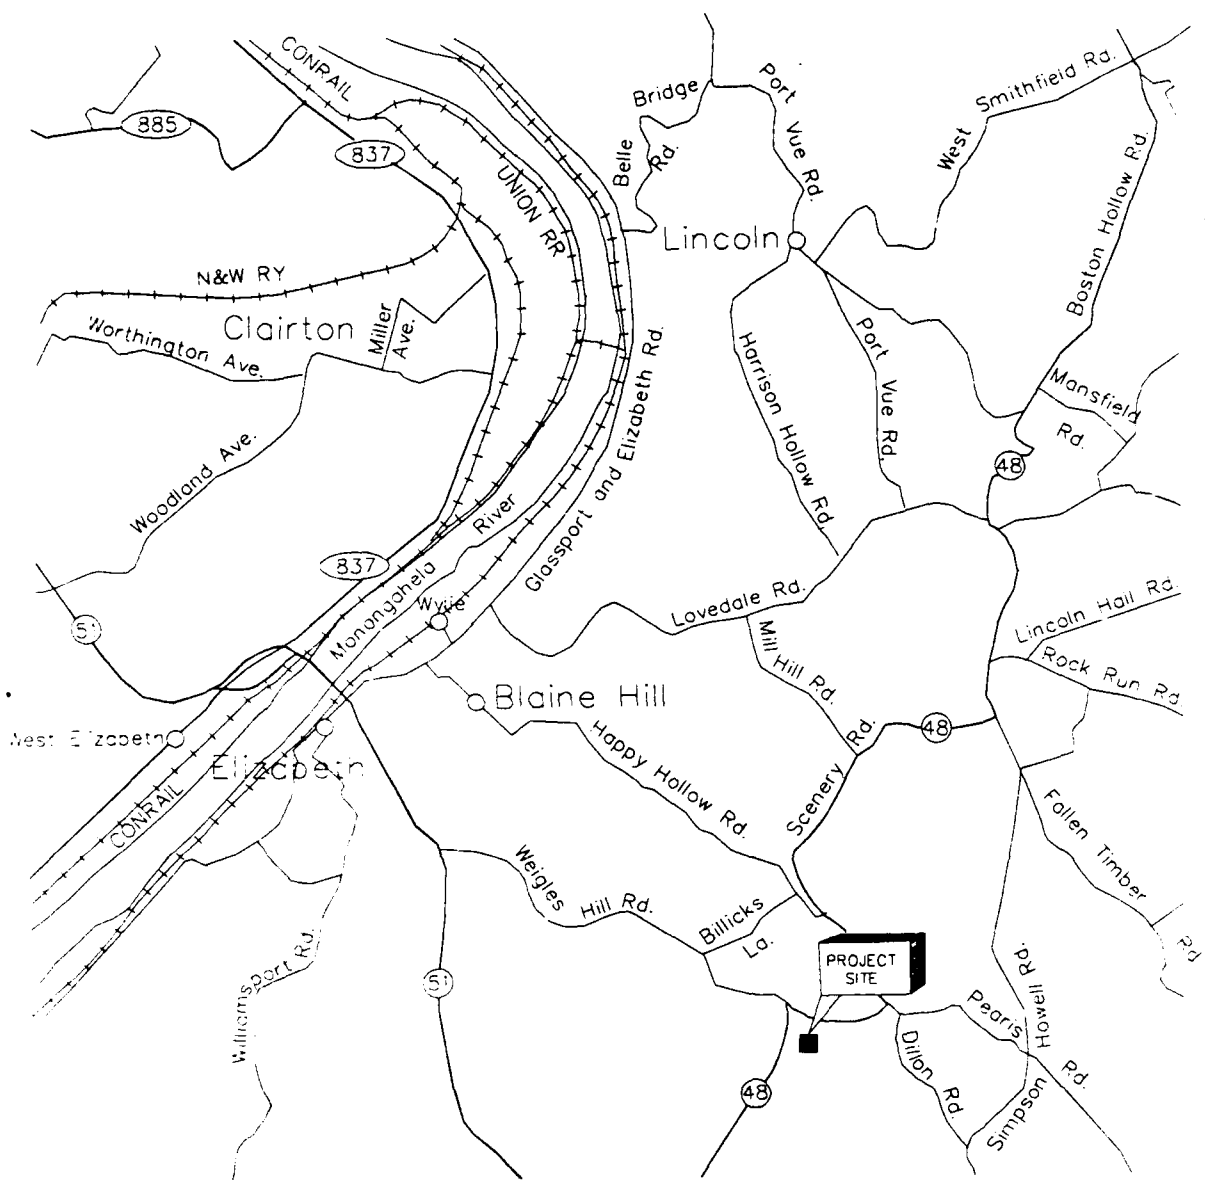 CONRAIL
885
837
Belle
Bridge
Rd.
Port
Vue Rd.
West
Smithfield Rd.
Boston Hollow Rd.
UNION RR
Lincoln
N&W RY
Clairton
Miller
Ave.
Worthington Ave.
Woodland Ave.
Glassport and Elizabeth Rd.
Harrison Hollow Rd.
Port
Vue
Rd.
Mansfield
Rd.
48
River
837
Monongahela
Wylie
51
Lovedale Rd.
Mill Hill Rd.
Lincoln Hall Rd.
Rock Run Rd.
Blaine Hill
West Elizabeth
Elizabeth
CONRAIL
Happy Hollow Rd.
Scenery
Rd.
48
Fallen Timber
Rd
Weigles
Hill Rd.
Billicks
La.
PROJECT
SITE
Williamsport Rd.
51
48
Pearis
Rd.
Howell Rd.
Dillon
Rd.
Simpson